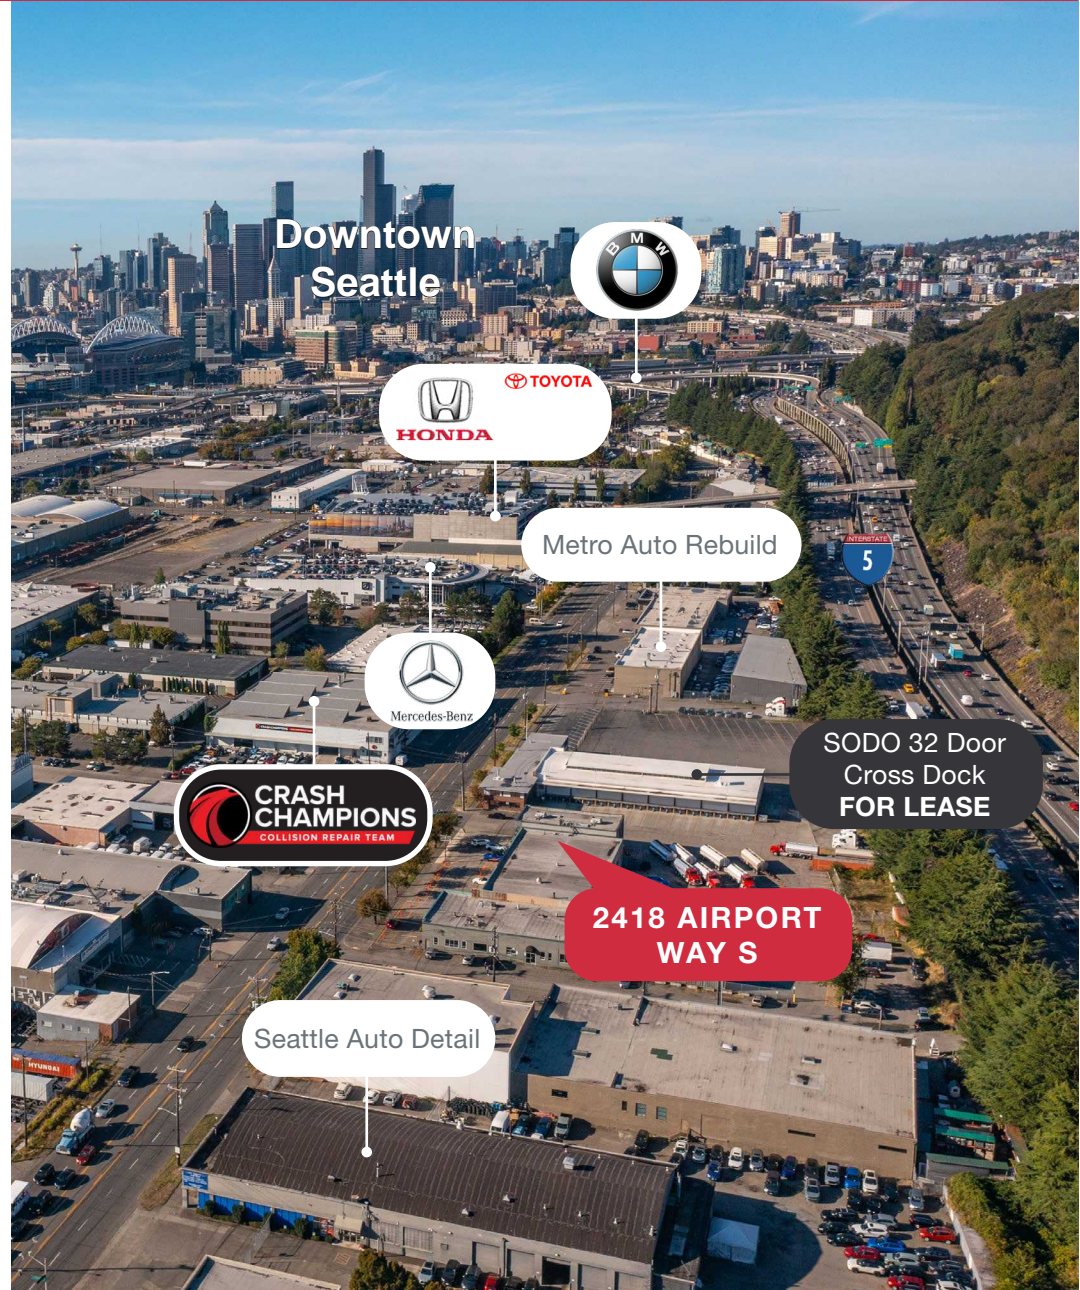 Downtown
Seattle
BMW
TOYOTA
HONDA
Metro Auto Rebuild
INTERSTATE
5
Mercedes-Benz
SODO 32 Door
Cross Dock
FOR LEASE
CRASH
CHAMPIONS
COLLISION REPAIR TEAM
2418 AIRPORT
WAY S
Seattle Auto Detail
HYUNDAI